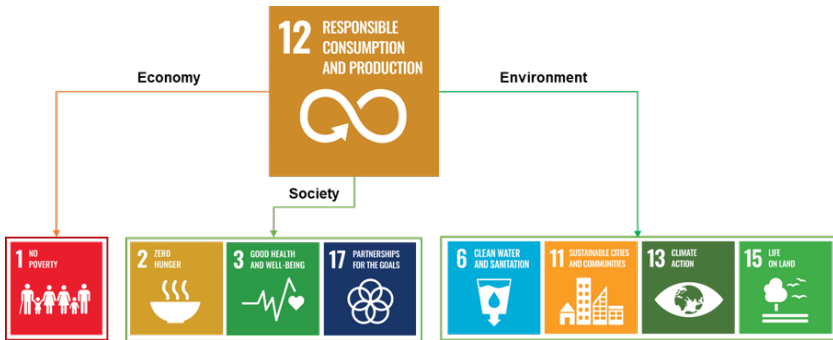 12 RESPONSIBLE
CONSUMPTION
AND PRODUCTION
Economy
Environment
Society
1 NO
POVERTY
2 ZERO
HUNGER
3 GOOD HEALTH
AND WELL-BEING
17 PARTNERSHIPS
FOR THE GOALS
6 CLEAN WATER
AND SANITATION
11 SUSTAINABLE CITIES
AND COMMUNITIES
13 CLIMATE
ACTION
15 LIFE
ON LAND